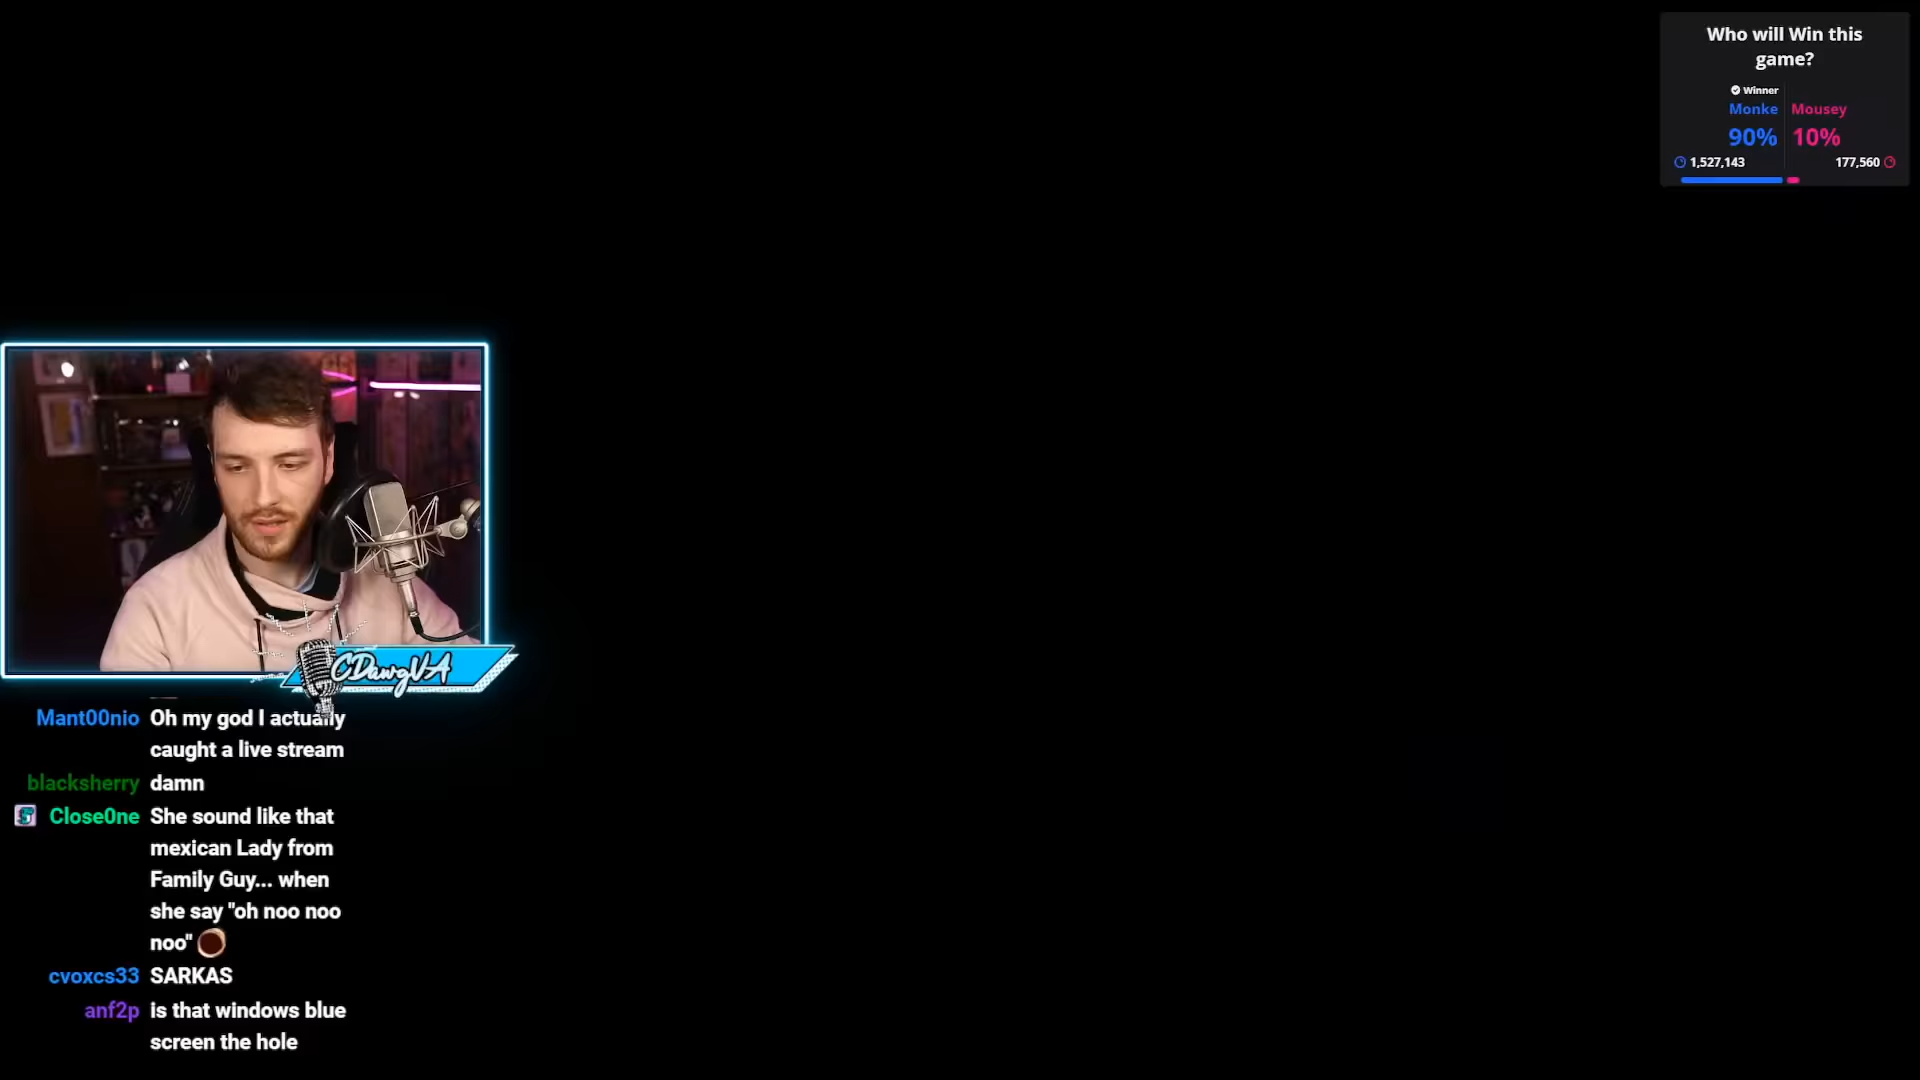 Who will Win this
game?
Winner
Monke Mousey
90% 10%
1,527,143 177,560
CDawgVA
Mant00nio Oh my god I actually
caught a live stream
blacksherry damn
Close0ne She sound like that
mexican Lady from
Family Guy... when
she say "oh noo noo
noo"
cvoxcs33 SARKAS
anf2p is that windows blue
screen the hole